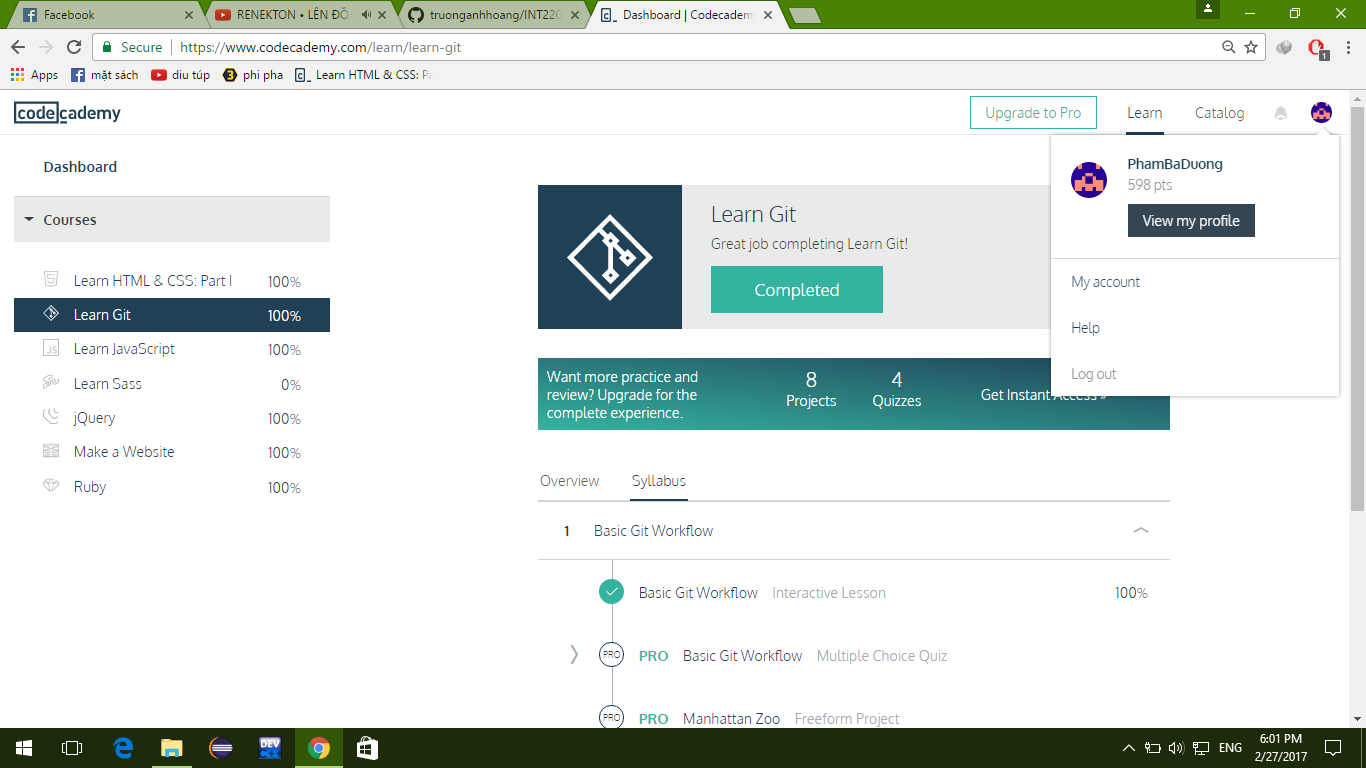 Facebook
RENEKTON • LÊN ĐỒ
truonganhhoang/INT220
Dashboard | Codecadem
Secure
https://www.codecademy.com/learn/learn-git
1
Apps
mặt sách
diu túp
phi pha
Learn HTML & CSS: Pa
codecademy
Upgrade to Pro
Learn
Catalog
Dashboard
Courses
Learn HTML & CSS: Part I 100%
Learn Git 100%
Learn JavaScript 100%
Learn Sass 0%
jQuery 100%
Make a Website 100%
Ruby 100%
Learn Git
Great job completing Learn Git!
Completed
PhamBaDuong
598 pts
View my profile
My account
Help
Log out
Want more practice and
review? Upgrade for the
complete experience.
8
Projects
4
Quizzes
Get Instant Access »
Overview
Syllabus
1 Basic Git Workflow
Basic Git Workflow Interactive Lesson 100%
PRO PRO Basic Git Workflow Multiple Choice Quiz
PRO PRO Manhattan Zoo Freeform Project
DEV
C++
ENG
6:01 PM
2/27/2017